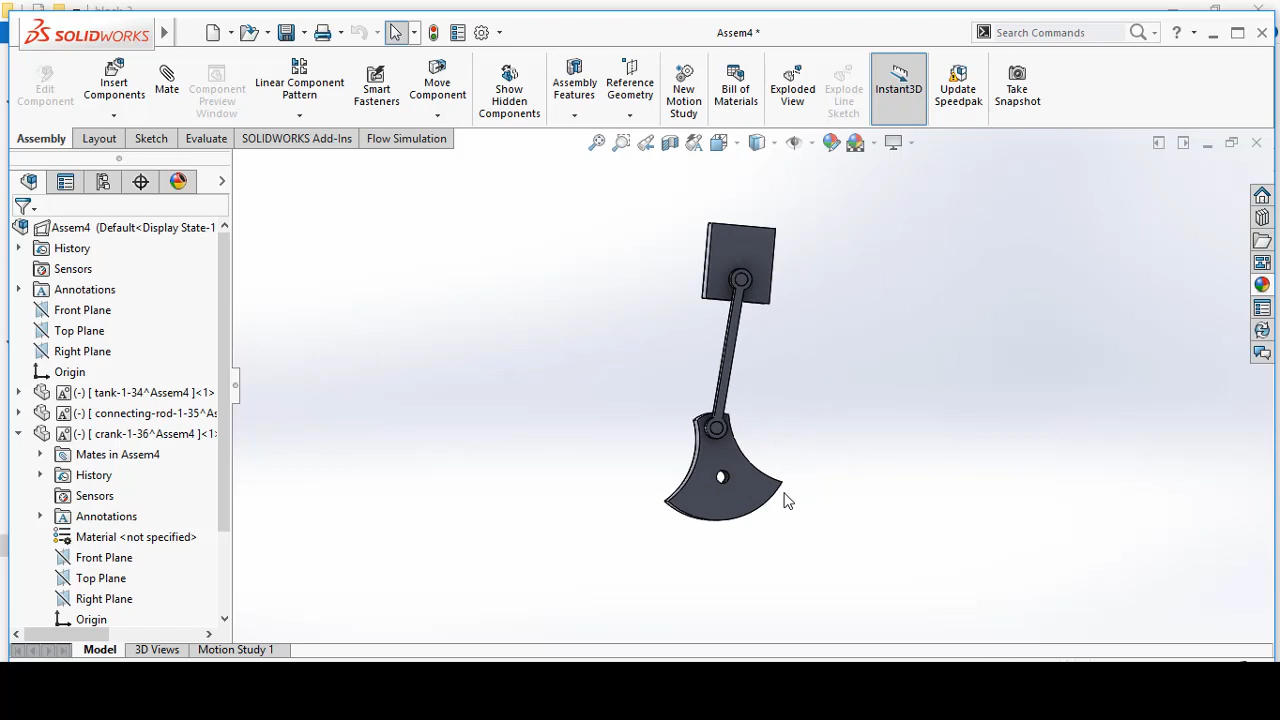 SOLIDWORKS
Assem4 *
Search Commands
?
Edit Component
Insert Components
Mate
Component Preview Window
Linear Component Pattern
Smart Fasteners
Move Component
Show Hidden Components
Assembly Features
Reference Geometry
New Motion Study
Bill of Materials
Exploded View
Explode Line Sketch
Instant3D
Update Speedpak
Take Snapshot
Assembly
Layout
Sketch
Evaluate
SOLIDWORKS Add-Ins
Flow Simulation
Assem4 (Default<Display State-1
History
Sensors
Annotations
Front Plane
Top Plane
Right Plane
Origin
(-) [ tank-1-34^Assem4 ]<1>
(-) [ connecting-rod-1-35^As
(-) [ crank-1-36^Assem4 ]<1>
Mates in Assem4
History
Sensors
Annotations
Material <not specified>
Front Plane
Top Plane
Right Plane
Origin
Model
3D Views
Motion Study 1